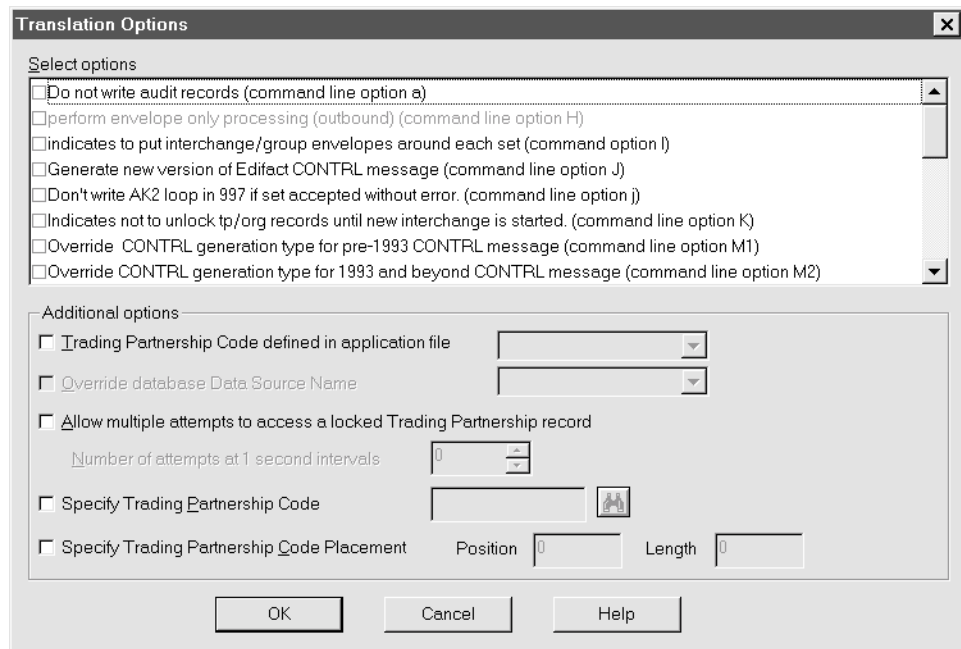 Translation Options
Select options
Do not write audit records (command line option a)
perform envelope only processing (outbound) (command line option H)
indicates to put interchange/group envelopes around each set (command option I)
Generate new version of Edifact CONTRL message (command line option J)
Don't write AK2 loop in 997 if set accepted without error. (command line option j)
Indicates not to unlock tp/org records until new interchange is started. (command line option K)
Override  CONTRL generation type for pre-1993 CONTRL message (command line option M1)
Override CONTRL generation type for 1993 and beyond CONTRL message (command line option M2)
Additional options
Trading Partnership Code defined in application file
Override database Data Source Name
Allow multiple attempts to access a locked Trading Partnership record
Number of attempts at 1 second intervals 0
Specify Trading Partnership Code
Specify Trading Partnership Code Placement Position 0 Length 0
OK Cancel Help